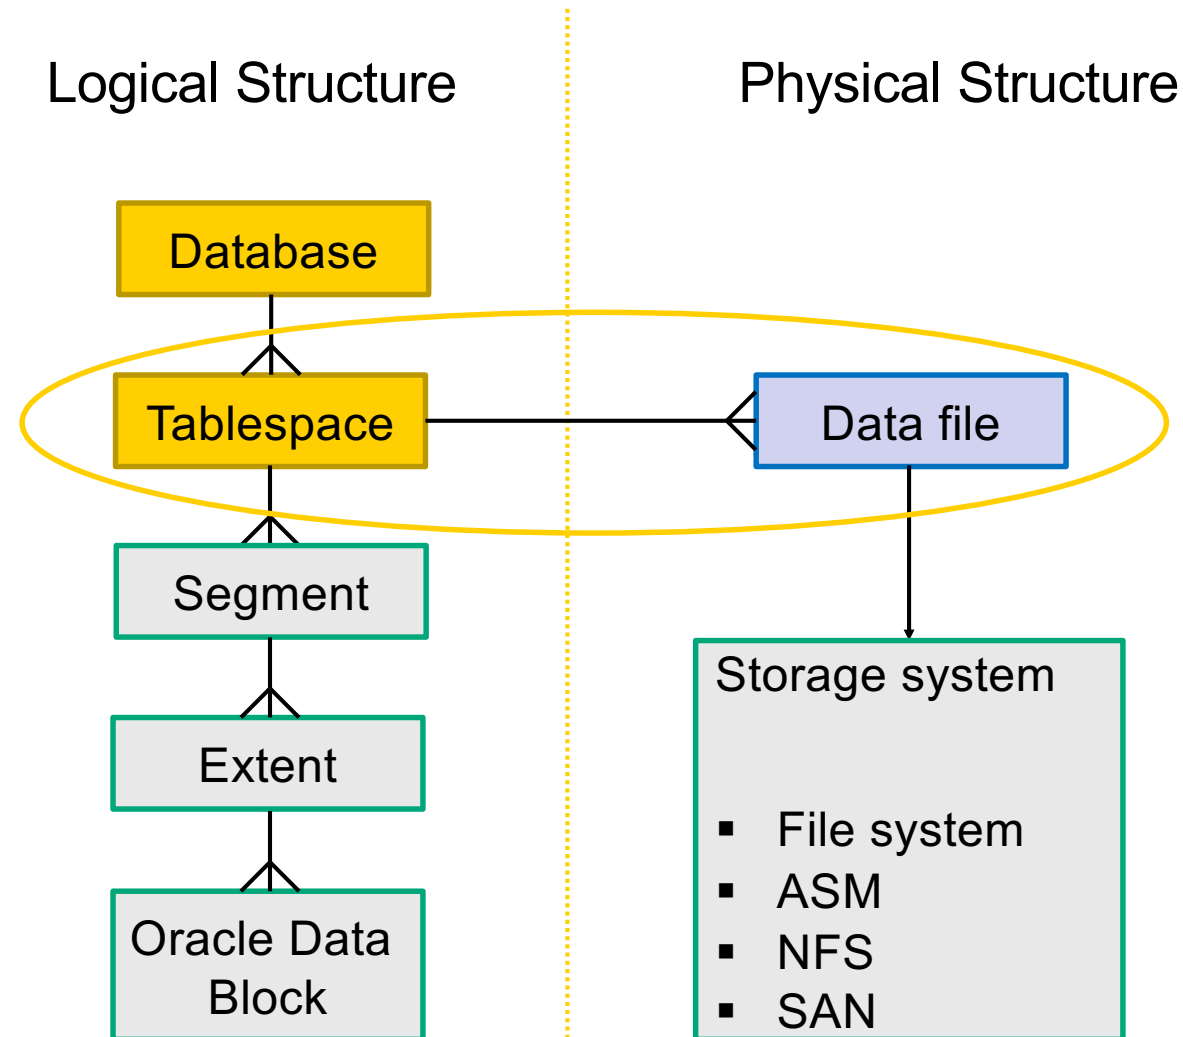 Logical Structure
Physical Structure
Database
Tablespace
Data file
Segment
Extent
Oracle Data
Block
Storage system
▪ File system
▪ ASM
▪ NFS
▪ SAN